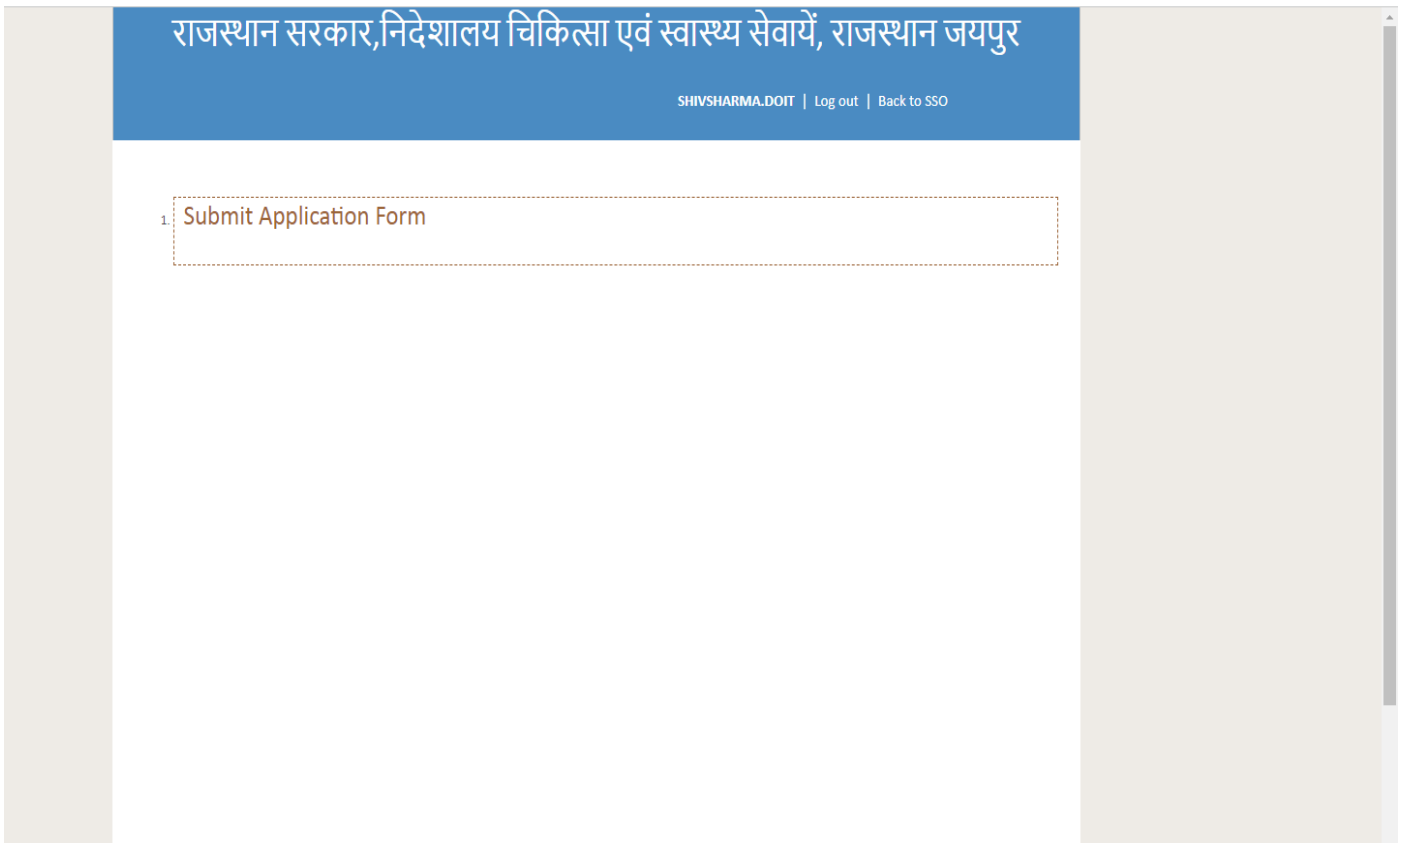 राजस्थान सरकार,निदेशालय चिकित्सा एवं स्वास्थ्य सेवायें, राजस्थान जयपुर
SHIVSHARMA.DOIT | Log out | Back to SSO
1. Submit Application Form